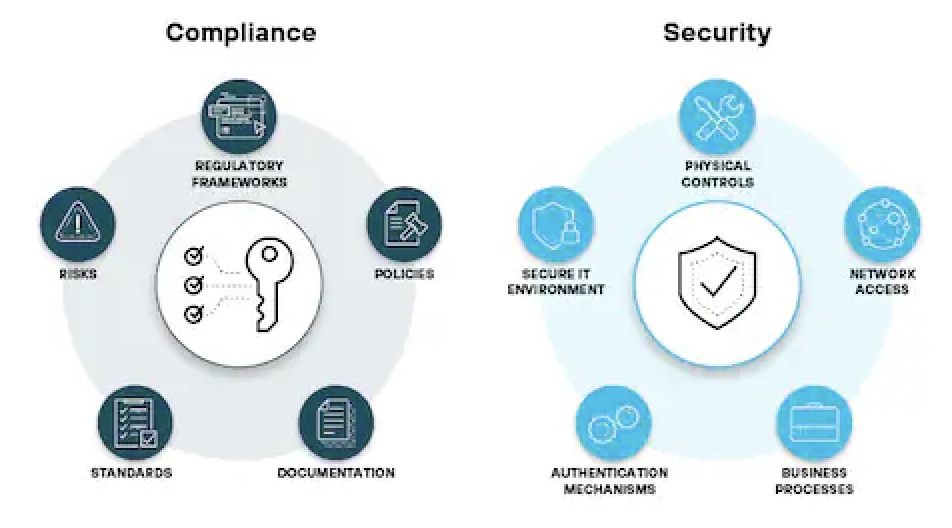 Compliance
REGULATORY
FRAMEWORKS
RISKS
POLICIES
STANDARDS
DOCUMENTATION
Security
PHYSICAL
CONTROLS
SECURE IT
ENVIRONMENT
NETWORK
ACCESS
AUTHENTICATION
MECHANISMS
BUSINESS
PROCESSES